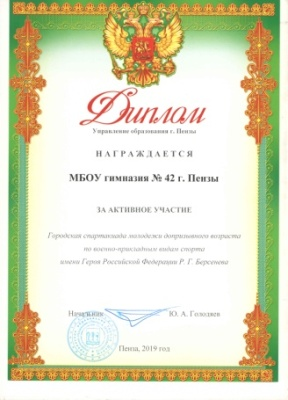 Диплом
Управление образования г. Пензы
НАГРАЖДАЕТСЯ
МБОУ гимназия № 42 г. Пензы
ЗА АКТИВНОЕ УЧАСТИЕ
Городская спартакиада молодежи допризывного возраста
по военно-прикладным видам спорта
имени Героя Российской Федерации Р. Г. Берсенева
Начальник Ю. А. Голодяев
Пенза, 2019 год